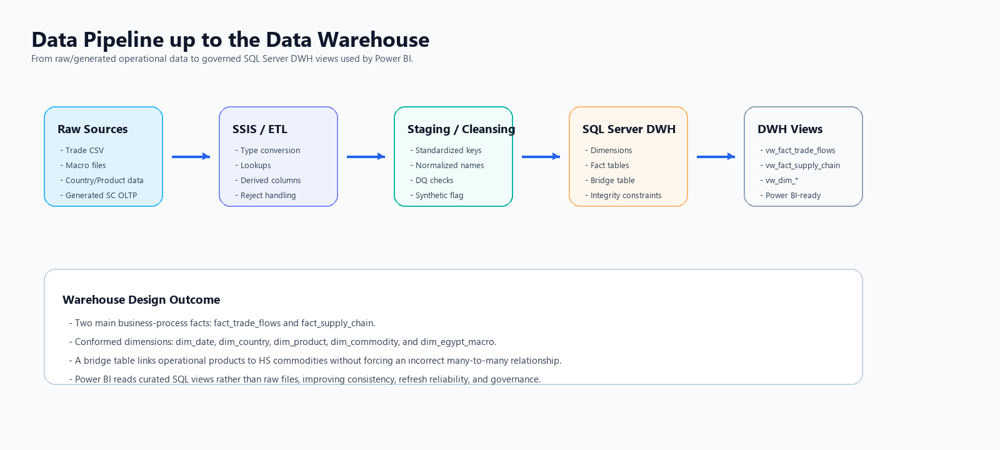 Data Pipeline up to the Data Warehouse
From raw/generated operational data to governed SQL Server DWH views used by Power BI.
Raw Sources
- Trade CSV
- Macro files
- Country/Product data
- Generated SC OLTP
SSIS / ETL
- Type conversion
- Lookups
- Derived columns
- Reject handling
Staging / Cleansing
- Standardized keys
- Normalized names
- DQ checks
- Synthetic flag
SQL Server DWH
- Dimensions
- Fact tables
- Bridge table
- Integrity constraints
DWH Views
- vw_fact_trade_flows
- vw_fact_supply_chain
- vw_dim_*
- Power BI-ready
Warehouse Design Outcome
- Two main business-process facts: fact_trade_flows and fact_supply_chain.
- Conformed dimensions: dim_date, dim_country, dim_product, dim_commodity, and dim_egypt_macro.
- A bridge table links operational products to HS commodities without forcing an incorrect many-to-many relationship.
- Power BI reads curated SQL views rather than raw files, improving consistency, refresh reliability, and governance.